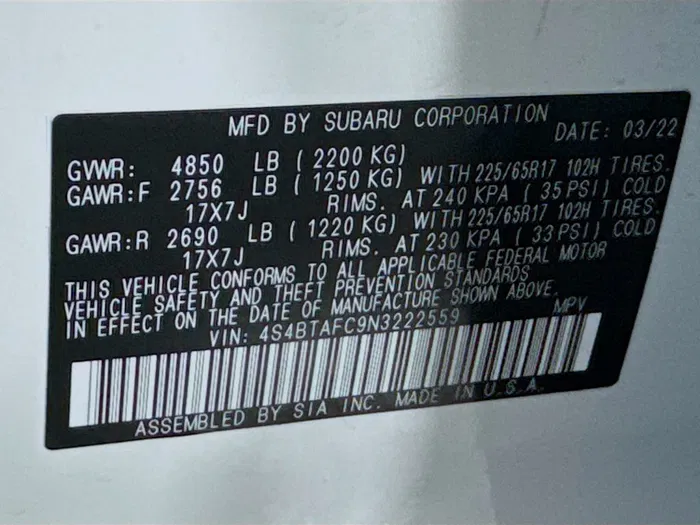 MFD BY SUBARU CORPORATION DATE: 03/22
GVWR: 4850 LB ( 2200 KG)
GAWR:F 2756 LB ( 1250 KG) WITH 225/65R17 102H TIRES.
17X7J RIMS. AT 240 KPA ( 35 PSI) COLD
GAWR:R 2690 LB ( 1220 KG) WITH 225/65R17 102H TIRES.
17X7J RIMS. AT 230 KPA ( 33 PSI) COLD
THIS VEHICLE CONFORMS TO ALL APPLICABLE FEDERAL MOTOR
VEHICLE SAFETY AND THEFT PREVENTION STANDARDS
IN EFFECT ON THE DATE OF MANUFACTURE SHOWN ABOVE.
VIN: 4S4BTAFC9N3222559 MPV
ASSEMBLED BY SIA INC. MADE IN U.S.A.